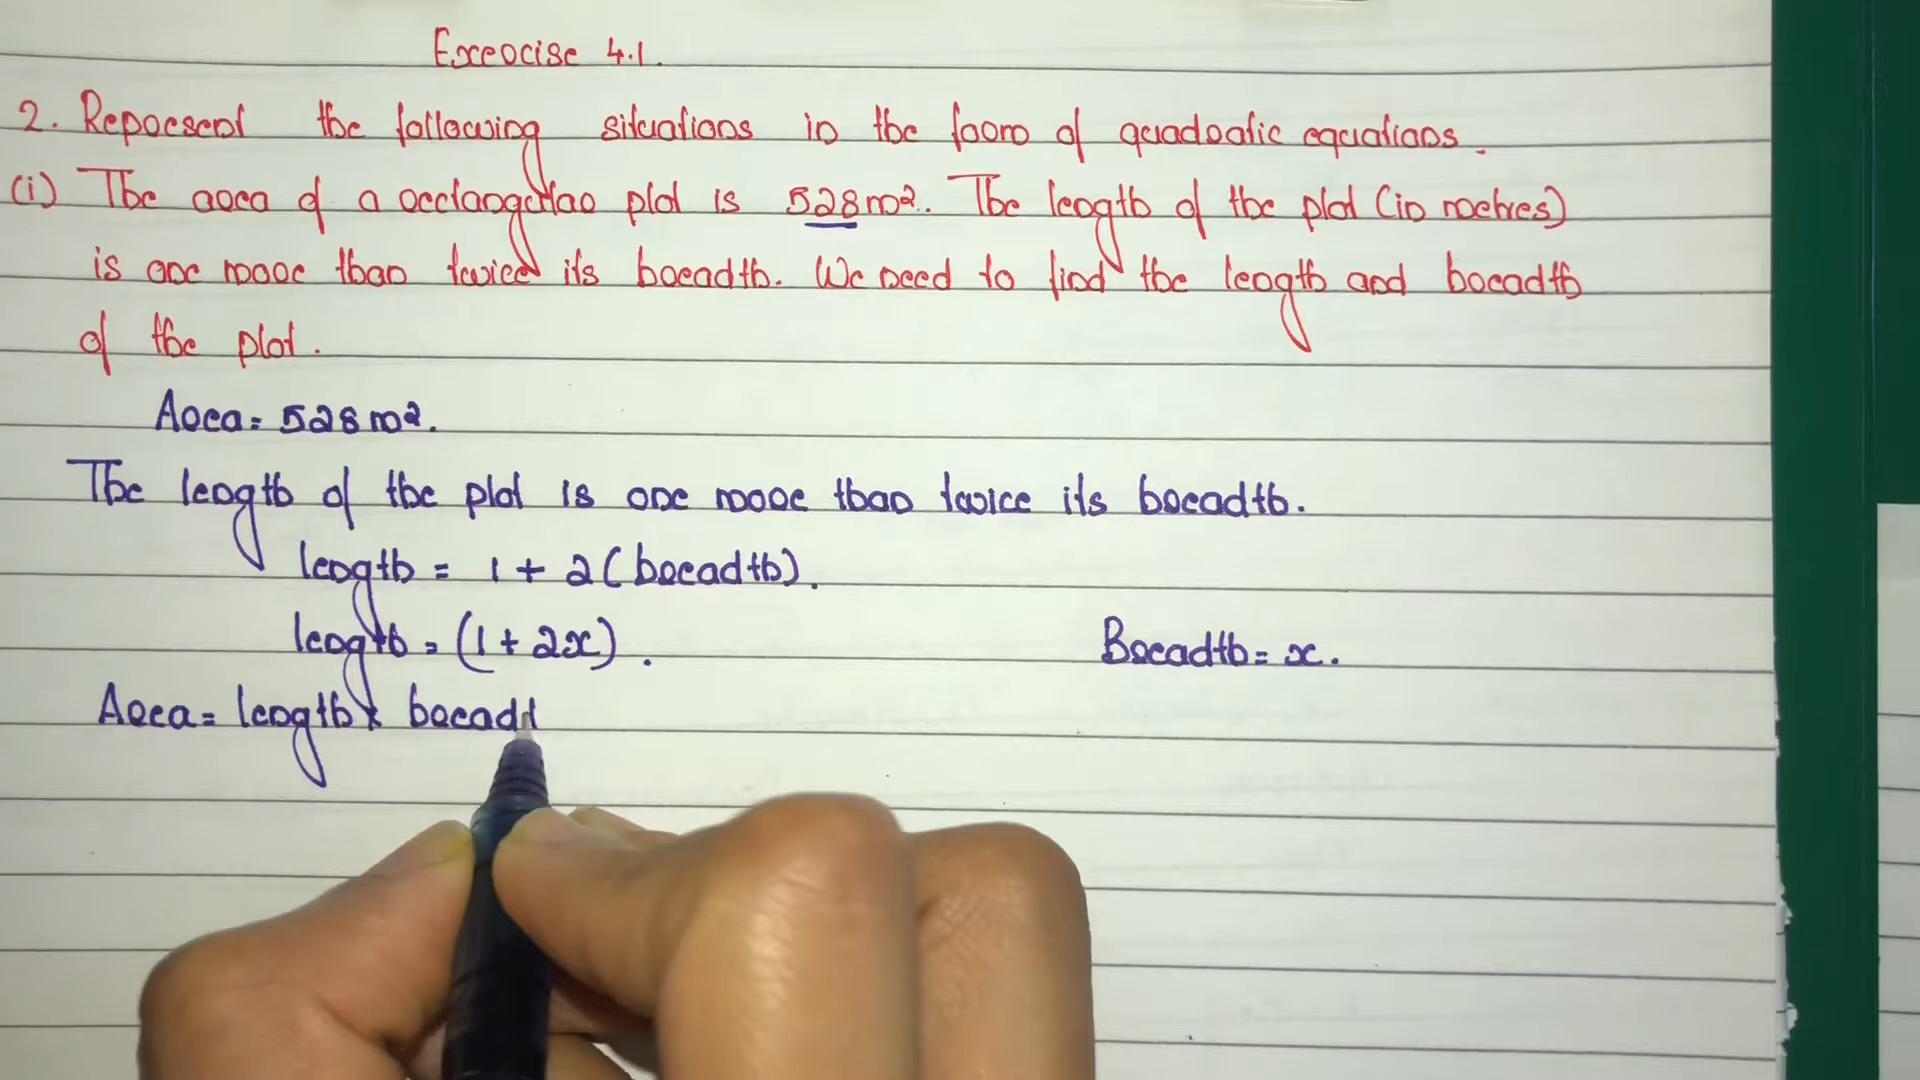 Exercise 4.1.
2. Represent the following situations in the form of quadratic equations.
(i) The area of a rectangular plot is 528m². The length of the plot (in metres)
is one more than twice its breadth. We need to find the length and breadth
of the plot.
Area = 528m².
The length of the plot is one more than twice its breadth.
length = 1 + 2(breadth).
length = (1 + 2x).
Breadth = x.
Area = length × breadt